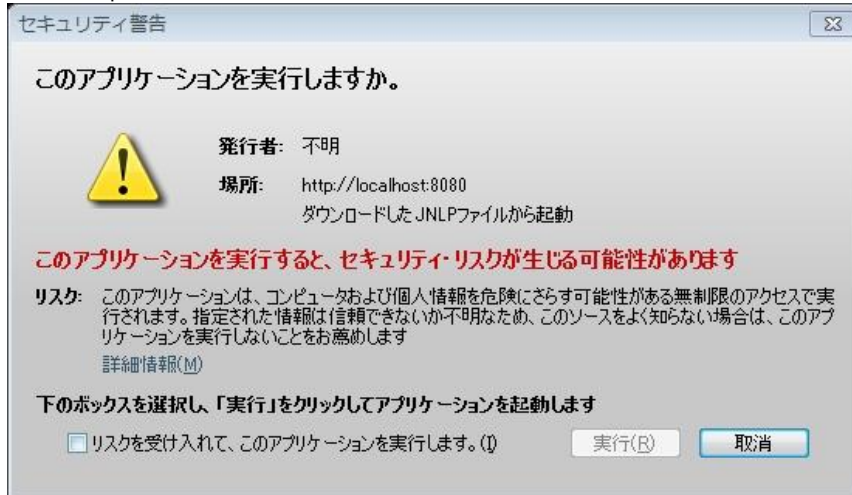 セキュリティ警告
このアプリケーションを実行しますか。
発行者: 不明
場所: http://localhost:8080
ダウンロードしたJNLPファイルから起動
このアプリケーションを実行すると、セキュリティ・リスクが生じる可能性があります
リスク: このアプリケーションは、コンピュータおよび個人情報を危険にさらす可能性がある無制限のアクセスで実
行されます。指定された情報は信頼できないか不明なため、このソースをよく知らない場合は、このアプ
リケーションを実行しないことをお薦めします
詳細情報(M)
下のボックスを選択し、「実行」をクリックしてアプリケーションを起動します
リスクを受け入れて、このアプリケーションを実行します。(I) 実行(R) 取消